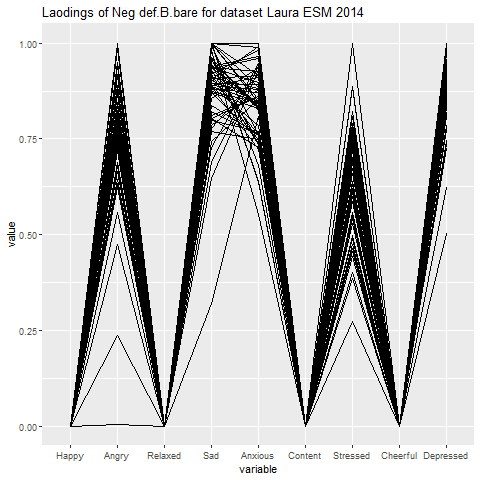 Laodings of Neg def.B.bare for dataset Laura ESM 2014
1.00
0.75
0.50
0.25
0.00
value
Happy Angry Relaxed Sad Anxious Content Stressed Cheerful Depressed
variable